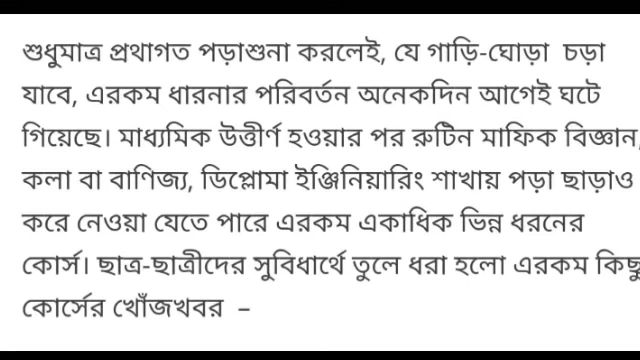 শুধুমাত্র প্রথাগত পড়াশুনা করলেই, যে গাড়ি-ঘোড়া চড়া
যাবে, এরকম ধারনার পরিবর্তন অনেকদিন আগেই ঘটে
গিয়েছে। মাধ্যমিক উত্তীর্ণ হওয়ার পর রুটিন মাফিক বিজ্ঞান,
কলা বা বাণিজ্য, ডিপ্লোমা ইঞ্জিনিয়ারিং শাখায় পড়া ছাড়াও
করে নেওয়া যেতে পারে এরকম একাধিক ভিন্ন ধরনের
কোর্স। ছাত্র-ছাত্রীদের সুবিধার্থে তুলে ধরা হলো এরকম কিছু
কোর্সের খোঁজখবর –